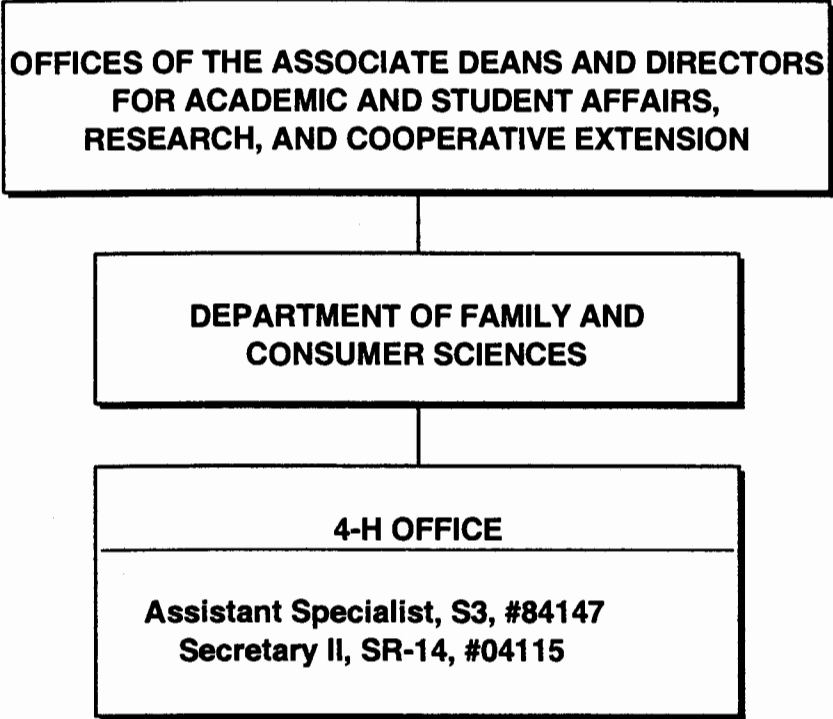 OFFICES OF THE ASSOCIATE DEANS AND DIRECTORS
FOR ACADEMIC AND STUDENT AFFAIRS,
RESEARCH, AND COOPERATIVE EXTENSION
DEPARTMENT OF FAMILY AND
CONSUMER SCIENCES
4-H OFFICE
Assistant Specialist, S3, #84147
Secretary II, SR-14, #04115